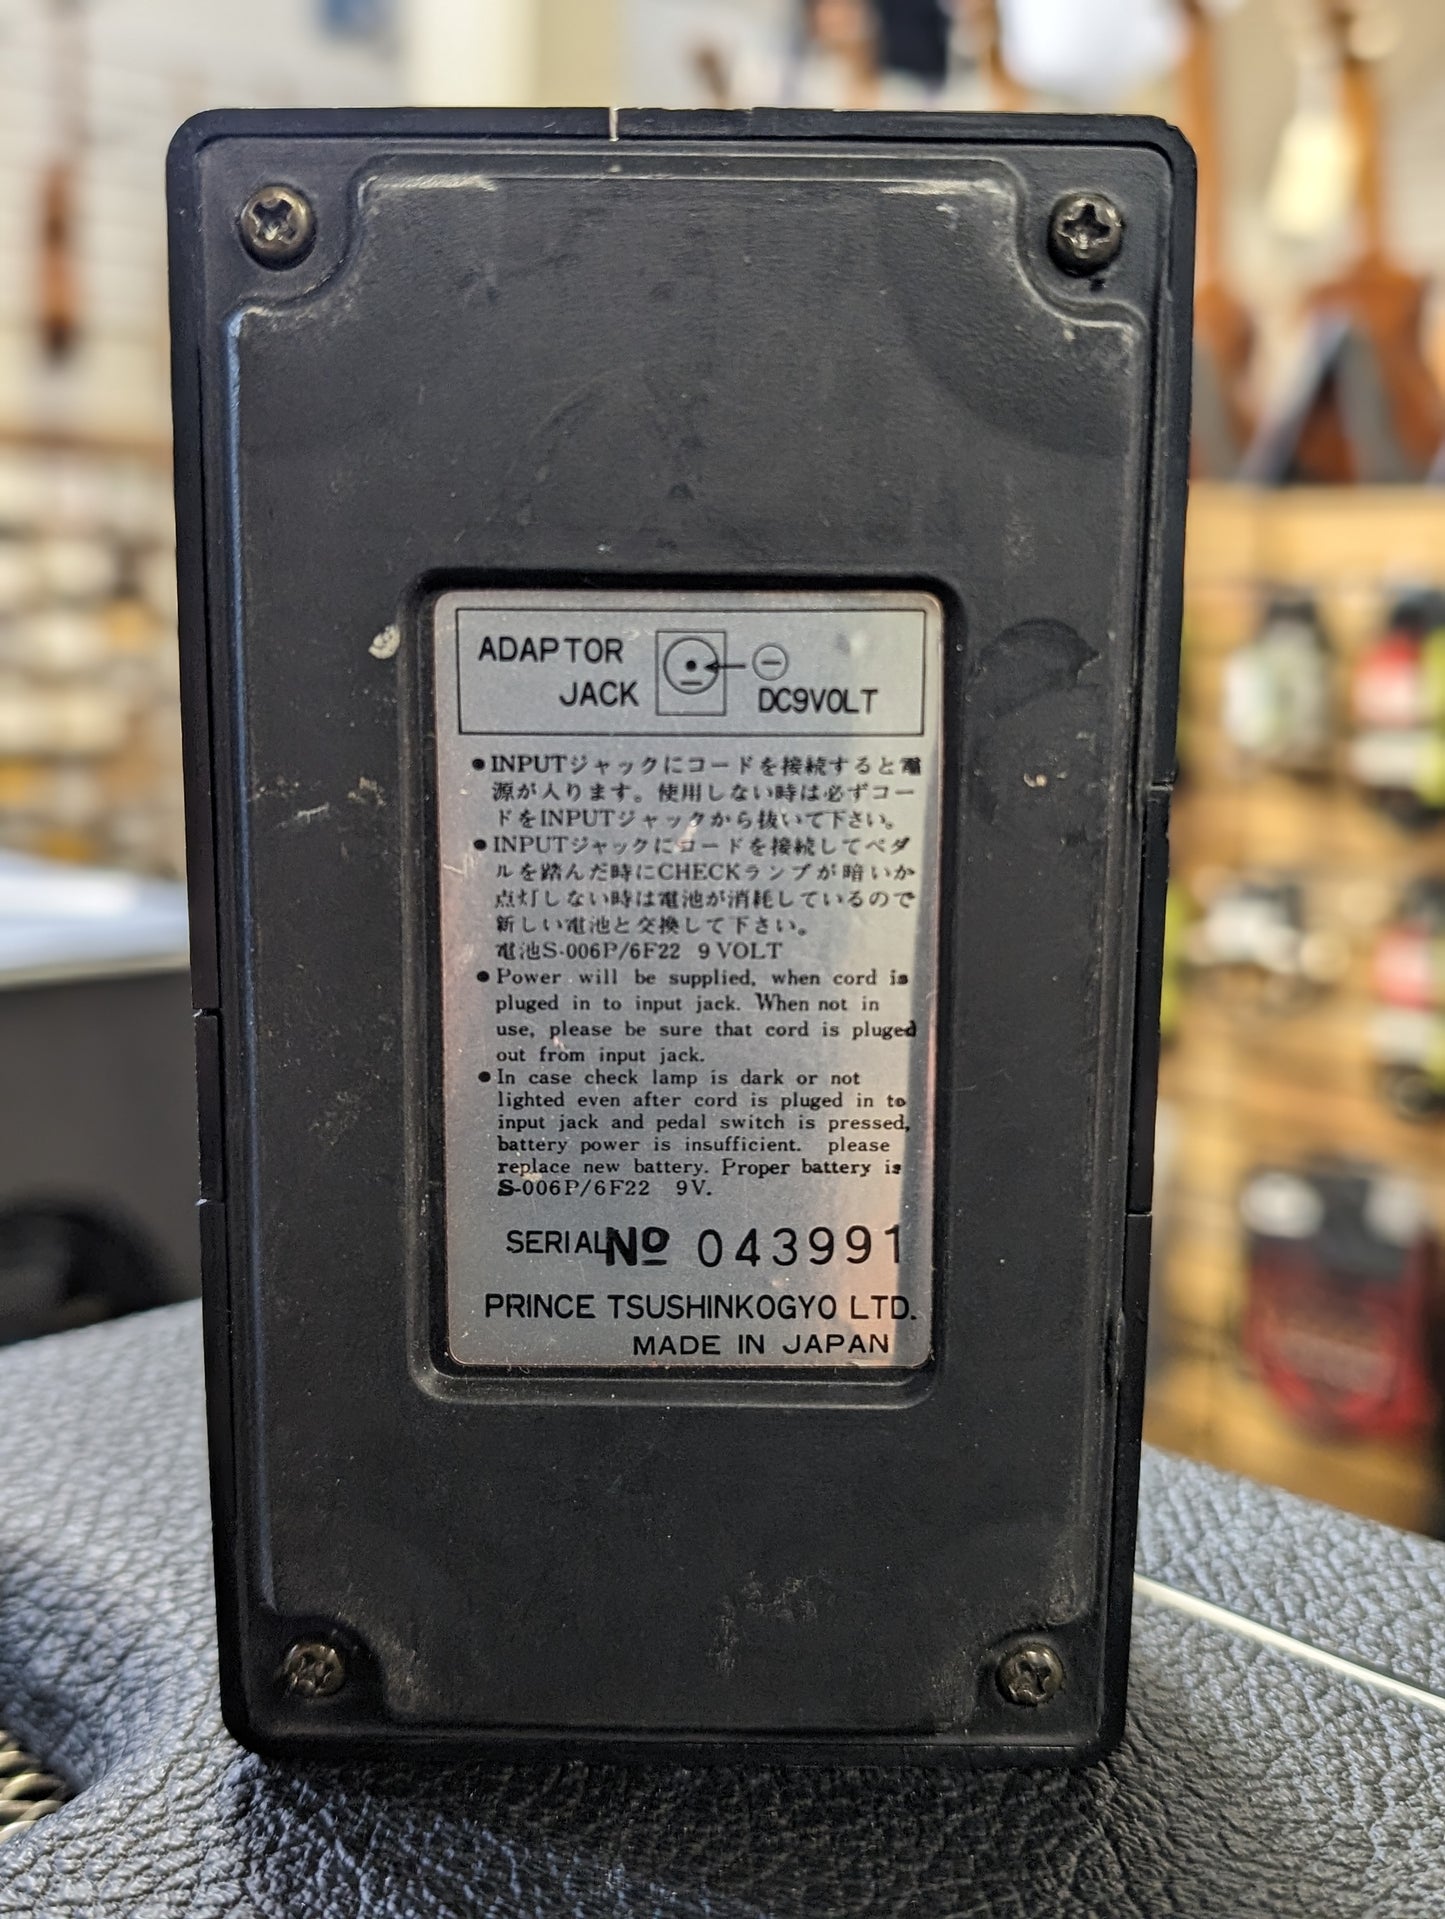 ADAPTOR
JACK
⊖
DC9VOLT
●INPUTジャックにコードを接続すると電
源が入ります。使用しない時は必ずコー
ドをINPUTジャックから抜いて下さい。
●INPUTジャックにコードを接続してペダ
ルを踏んだ時にCHECKランプが暗いか
点灯しない時は電池が消耗しているので
新しい電池と交換して下さい。
電池S-006P/6F22 9VOLT
●Power will be supplied, when cord is
pluged in to input jack. When not in
use, please be sure that cord is pluged
out from input jack.
●In case check lamp is dark or not
lighted even after cord is pluged in to
input jack and pedal switch is pressed,
battery power is insufficient. please
replace new battery. Proper battery is
S-006P/6F22 9V.
SERIAL№ 043991
PRINCE TSUSHINKOGYO LTD.
MADE IN JAPAN